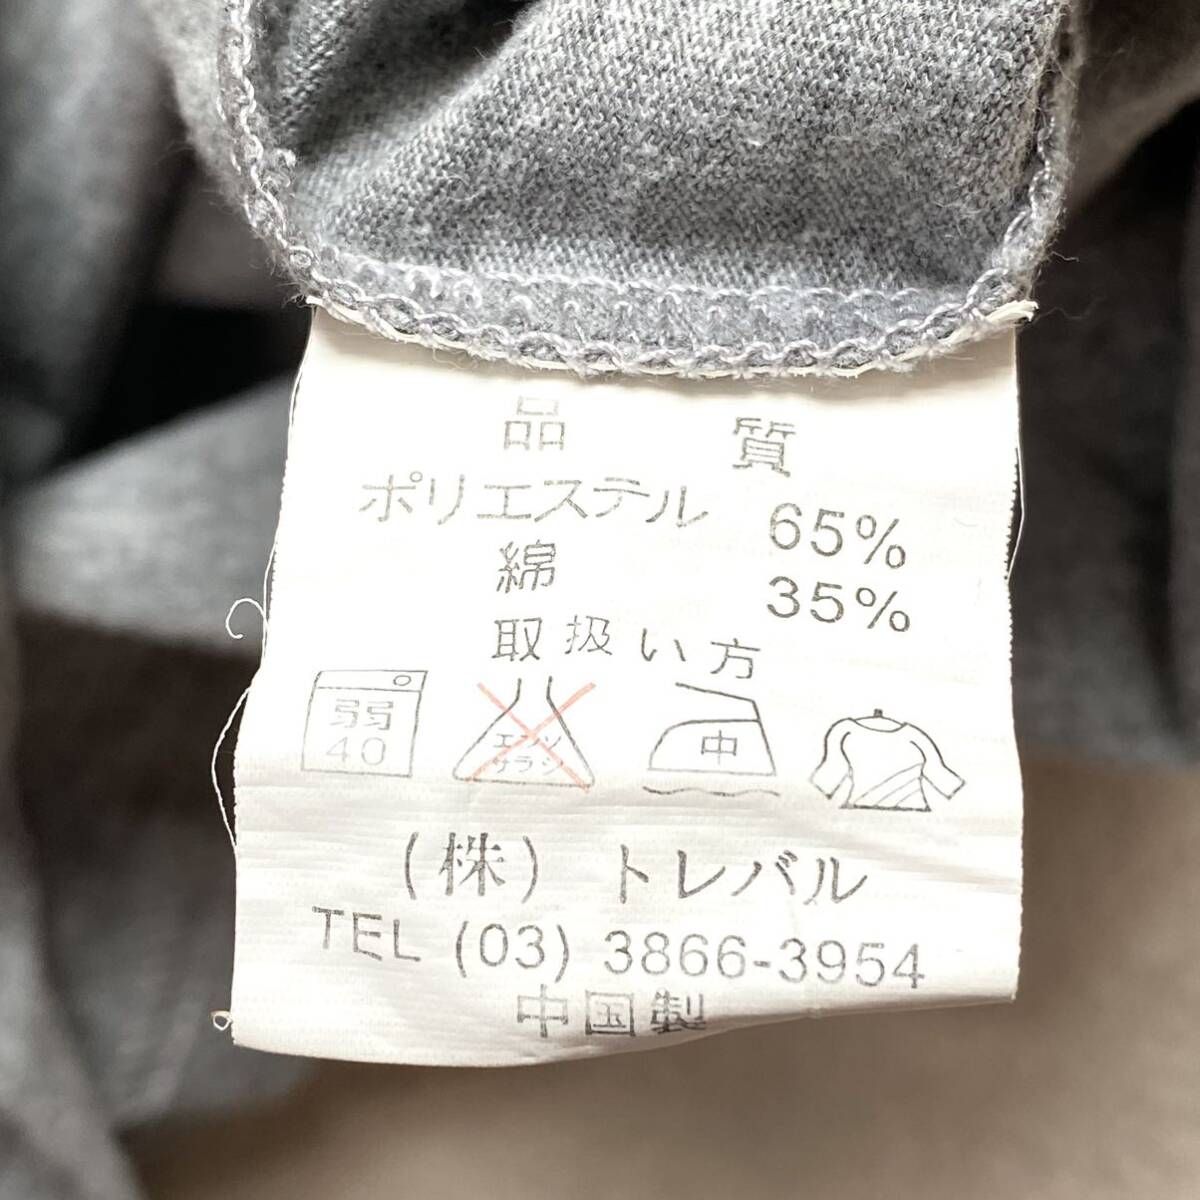 品 質
ポリエステル 65%
綿 35%
取扱い方
弱
40
エンソ
サラシ
中
(株) トレバル
TEL (03) 3866-3954
中国製